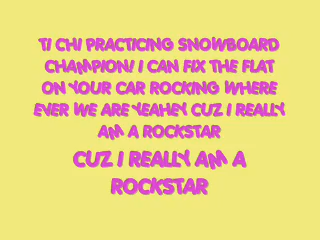 TI CHI PRACTICING SNOWBOARD
CHAMPION! I CAN FIX THE FLAT
ON YOUR CAR ROCKING WHERE
EVER WE ARE YEAHEY CUZ I REALLY
AM A ROCKSTAR
CUZ I REALLY AM A
ROCKSTAR